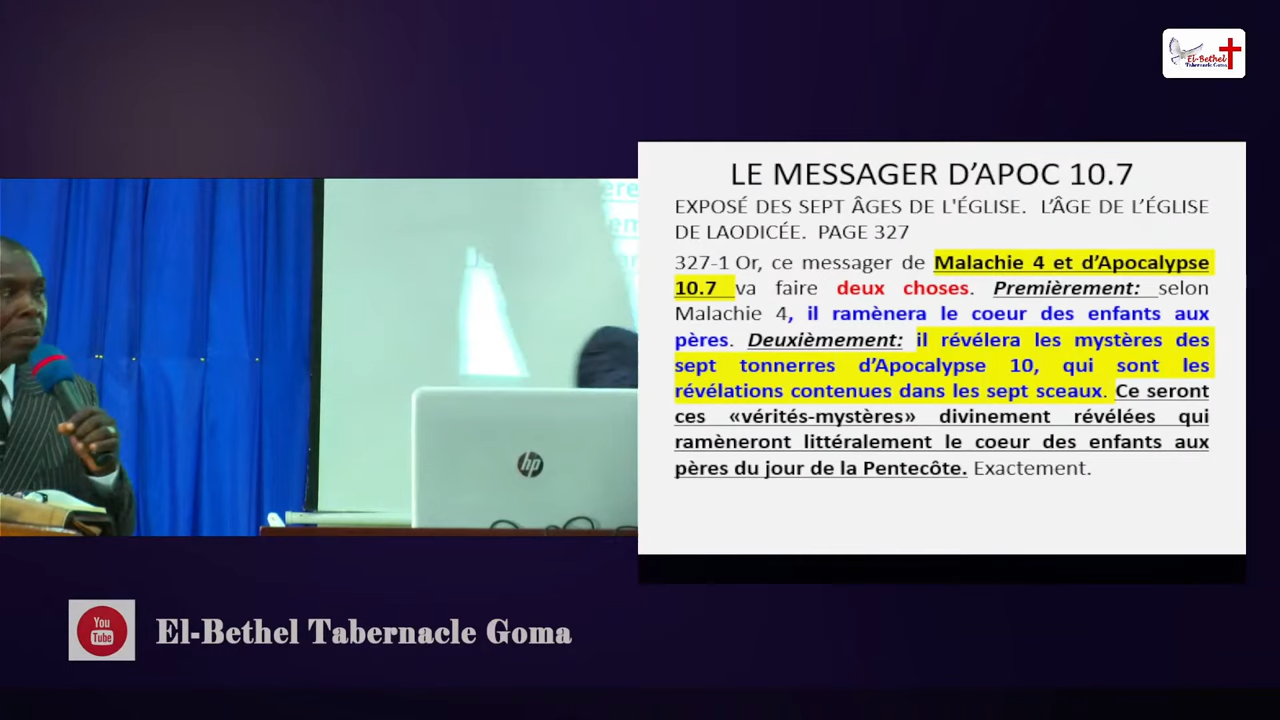 El-Bethel
Tabernacle Goma
LE MESSAGER D’APOC 10.7
EXPOSÉ DES SEPT ÂGES DE L'ÉGLISE. L’ÂGE DE L’ÉGLISE
DE LAODICÉE. PAGE 327
327-1 Or, ce messager de Malachie 4 et d’Apocalypse
10.7 va faire deux choses. Premièrement: selon
Malachie 4, il ramènera le coeur des enfants aux
pères. Deuxièmement: il révélera les mystères des
sept tonnerres d’Apocalypse 10, qui sont les
révélations contenues dans les sept sceaux. Ce seront
ces «vérités-mystères» divinement révélées qui
ramèneront littéralement le coeur des enfants aux
pères du jour de la Pentecôte. Exactement.
hp
You
Tube
El-Bethel Tabernacle Goma